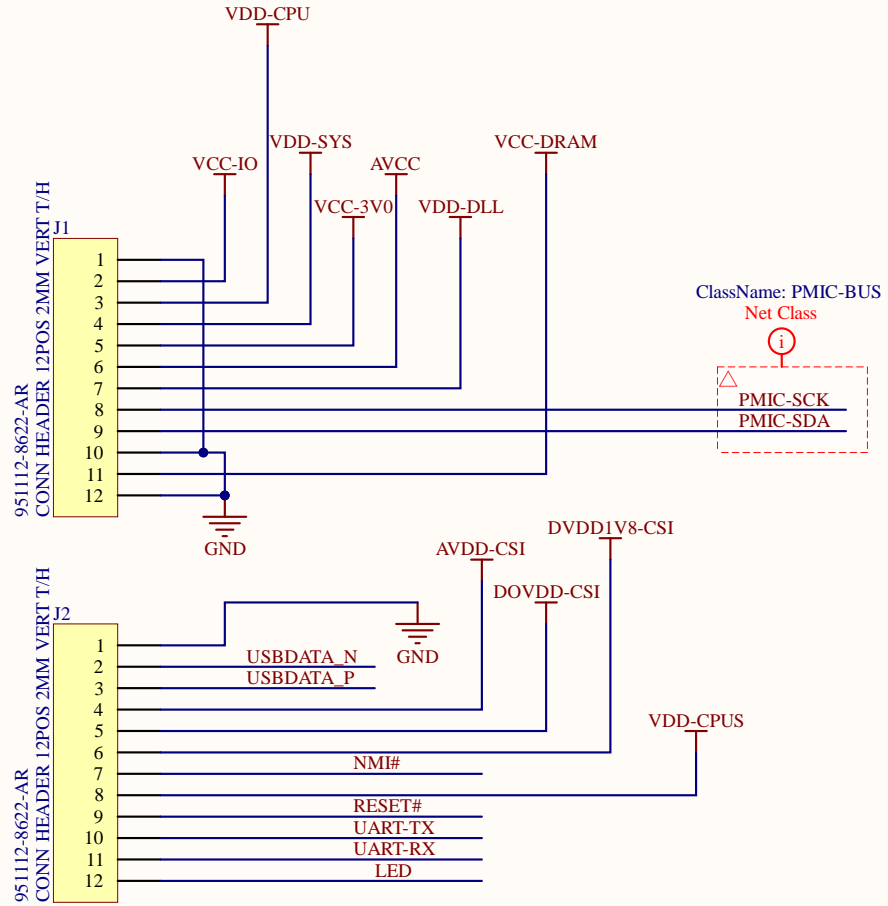 VDD-CPU
VDD-SYS
VCC-DRAM
VCC-IO
AVCC
VCC-3V0
VDD-DLL
J1
951112-8622-AR
CONN HEADER 12POS 2MM VERT T/H
1
2
3
4
5
6
7
8
9
10
11
12
GND
ClassName: PMIC-BUS
Net Class
i
PMIC-SCK
PMIC-SDA
DVDD1V8-CSI
AVDD-CSI
DOVDD-CSI
J2
951112-8622-AR
CONN HEADER 12POS 2MM VERT T/H
1
2
3
4
5
6
7
8
9
10
11
12
GND
USBDATA_N
USBDATA_P
VDD-CPUS
NMI#
RESET#
UART-TX
UART-RX
LED